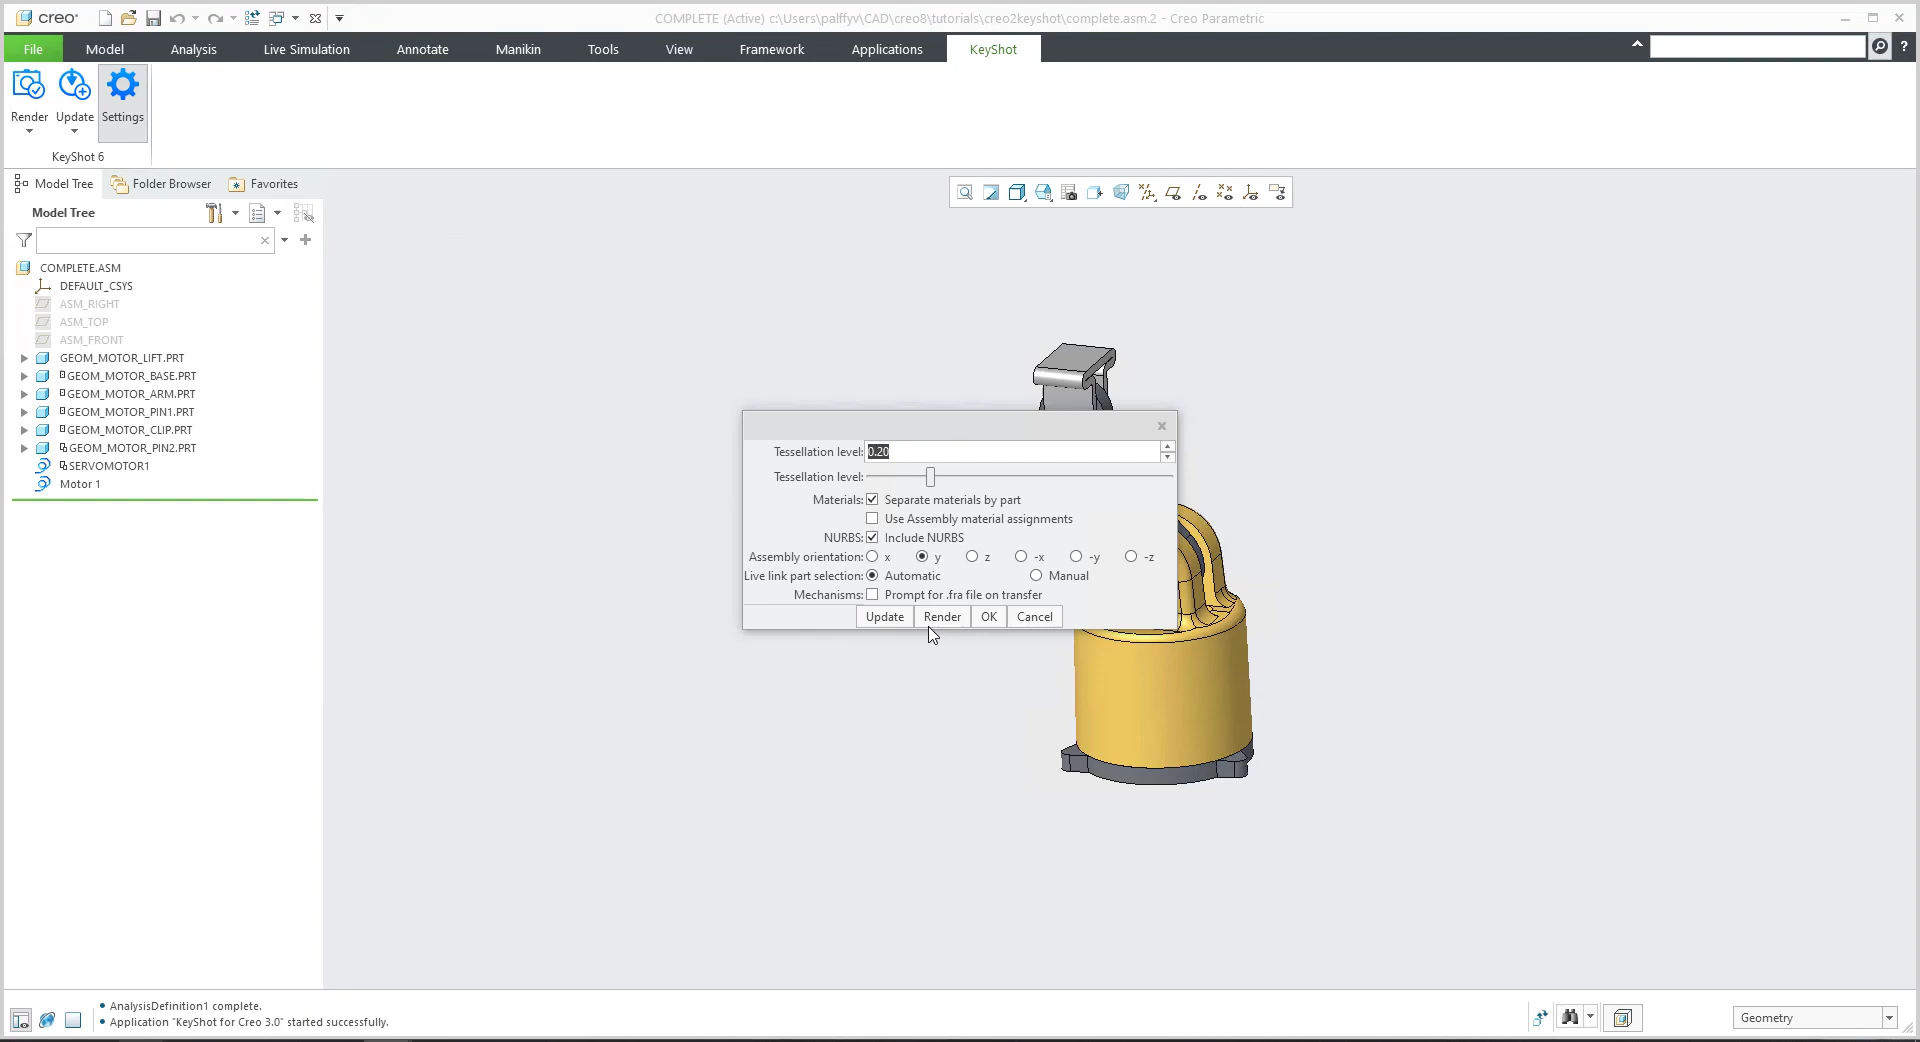 creo
COMPLETE (Active) c:\Users\palffyv\CAD\creo8\tutorials\creo2keyshot\complete.asm.2 - Creo Parametric
File Model Analysis Live Simulation Annotate Manikin Tools View Framework Applications KeyShot
Render Update Settings
KeyShot 6
Model Tree Folder Browser Favorites
Model Tree
COMPLETE.ASM
DEFAULT_CSYS
ASM_RIGHT
ASM_TOP
ASM_FRONT
GEOM_MOTOR_LIFT.PRT
GEOM_MOTOR_BASE.PRT
GEOM_MOTOR_ARM.PRT
GEOM_MOTOR_PIN1.PRT
GEOM_MOTOR_CLIP.PRT
GEOM_MOTOR_PIN2.PRT
SERVOMOTOR1
Motor 1
Tessellation level: 0.20
Tessellation level:
Materials: Separate materials by part
Use Assembly material assignments
NURBS: Include NURBS
Assembly orientation: x y z -x -y -z
Live link part selection: Automatic Manual
Mechanisms: Prompt for .fra file on transfer
Update Render OK Cancel
• AnalysisDefinition1 complete.
• Application "KeyShot for Creo 3.0" started successfully.
Geometry